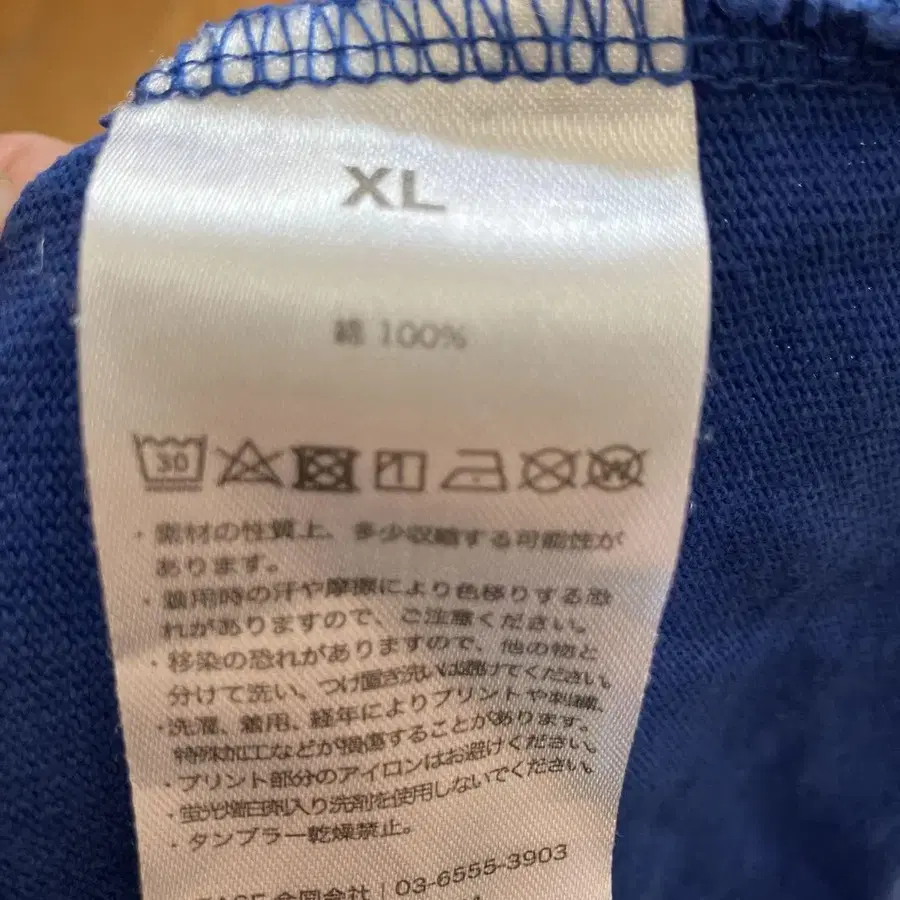 XL
綿 100%
30
W
・素材の性質上、多少収縮する可能性が
あります。
・着用時の汗や摩擦により色移りする恐
れがありますので、ご注意ください。
・移染の恐れがありますので、他の物と
分けて洗い、つけ置き洗いは避けてください。
・洗濯、着用、経年によりプリントや刺繍、
特殊加工などが損傷することがあります。
・プリント部分のアイロンはお避けください。
・蛍光増白剤入り洗剤を使用しないでください。
・タンブラー乾燥禁止。
合同会社 | 03-6555-3903